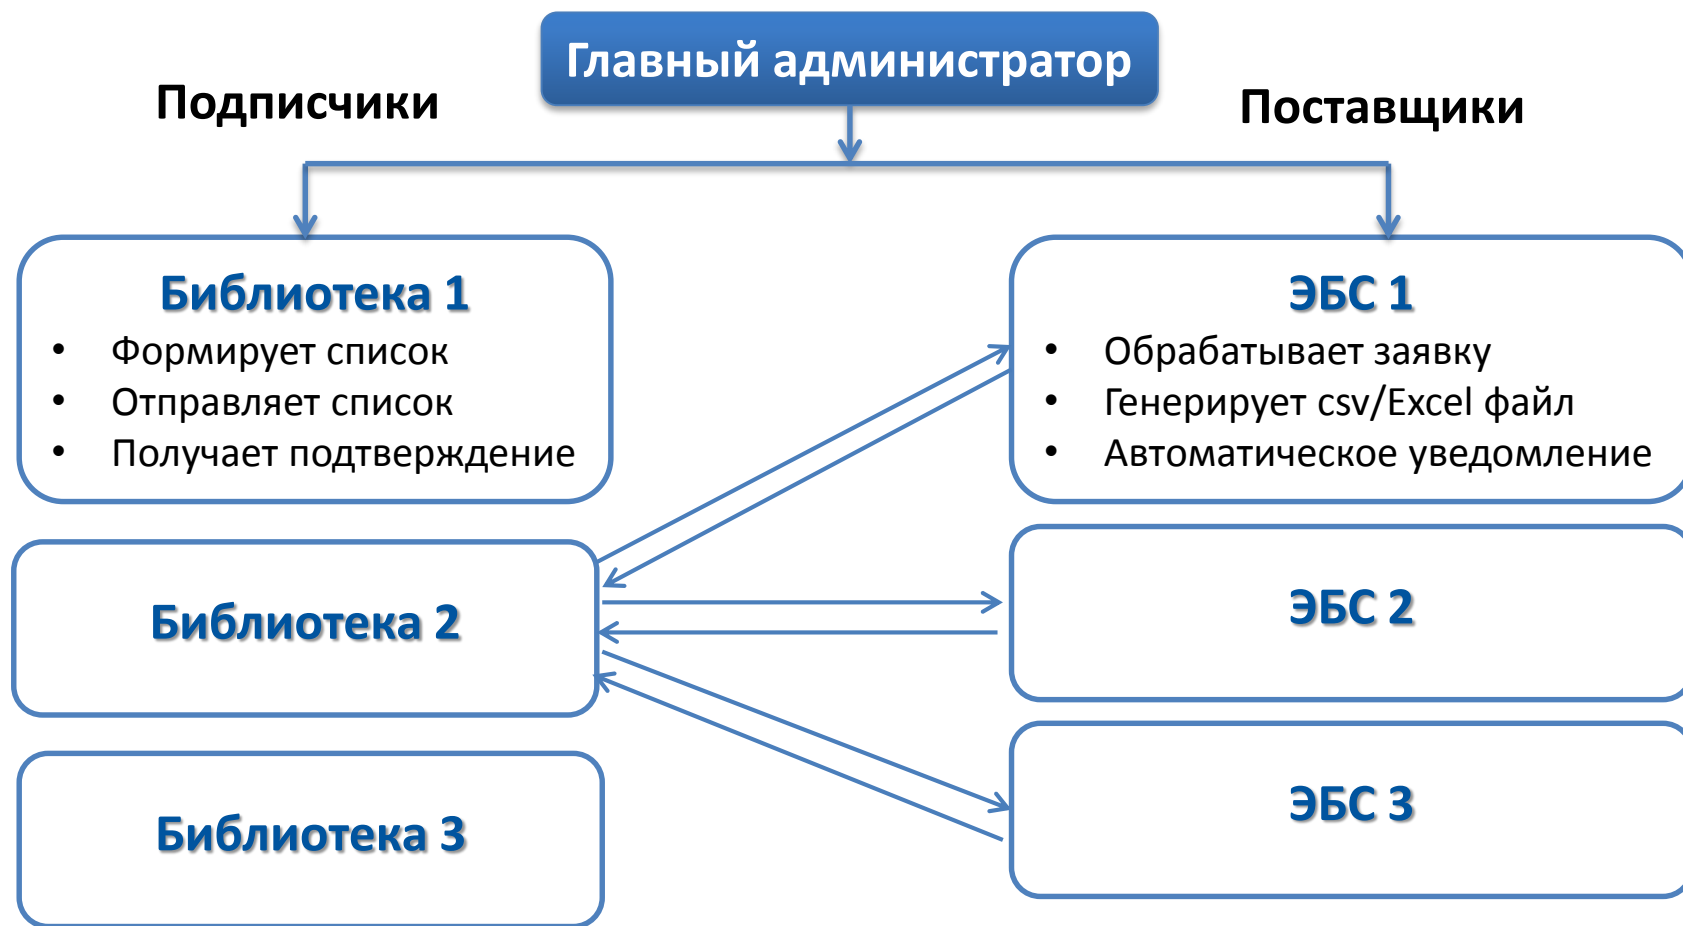 Главный администратор
Подписчики
Поставщики
Библиотека 1
• Формирует список
• Отправляет список
• Получает подтверждение
Библиотека 2
Библиотека 3
ЭБС 1
• Обрабатывает заявку
• Генерирует csv/Excel файл
• Автоматическое уведомление
ЭБС 2
ЭБС 3